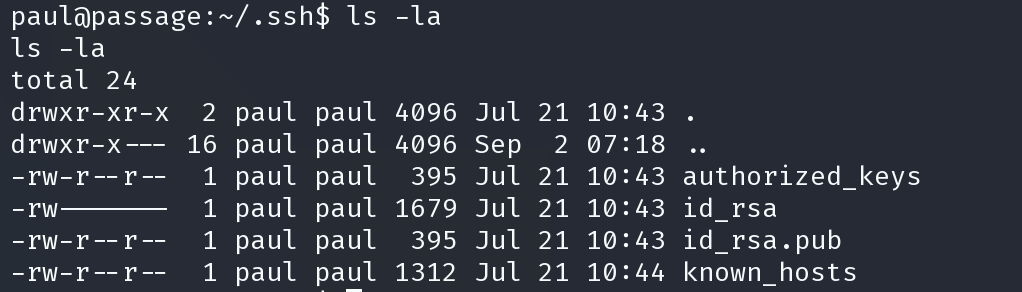 paul@passage:~/.ssh$ ls -la
ls -la
total 24
drwxr-xr-x  2 paul paul 4096 Jul 21 10:43 .
drwxr-x--- 16 paul paul 4096 Sep  2 07:18 ..
-rw-r--r--  1 paul paul  395 Jul 21 10:43 authorized_keys
-rw-------  1 paul paul 1679 Jul 21 10:43 id_rsa
-rw-r--r--  1 paul paul  395 Jul 21 10:43 id_rsa.pub
-rw-r--r--  1 paul paul 1312 Jul 21 10:44 known_hosts